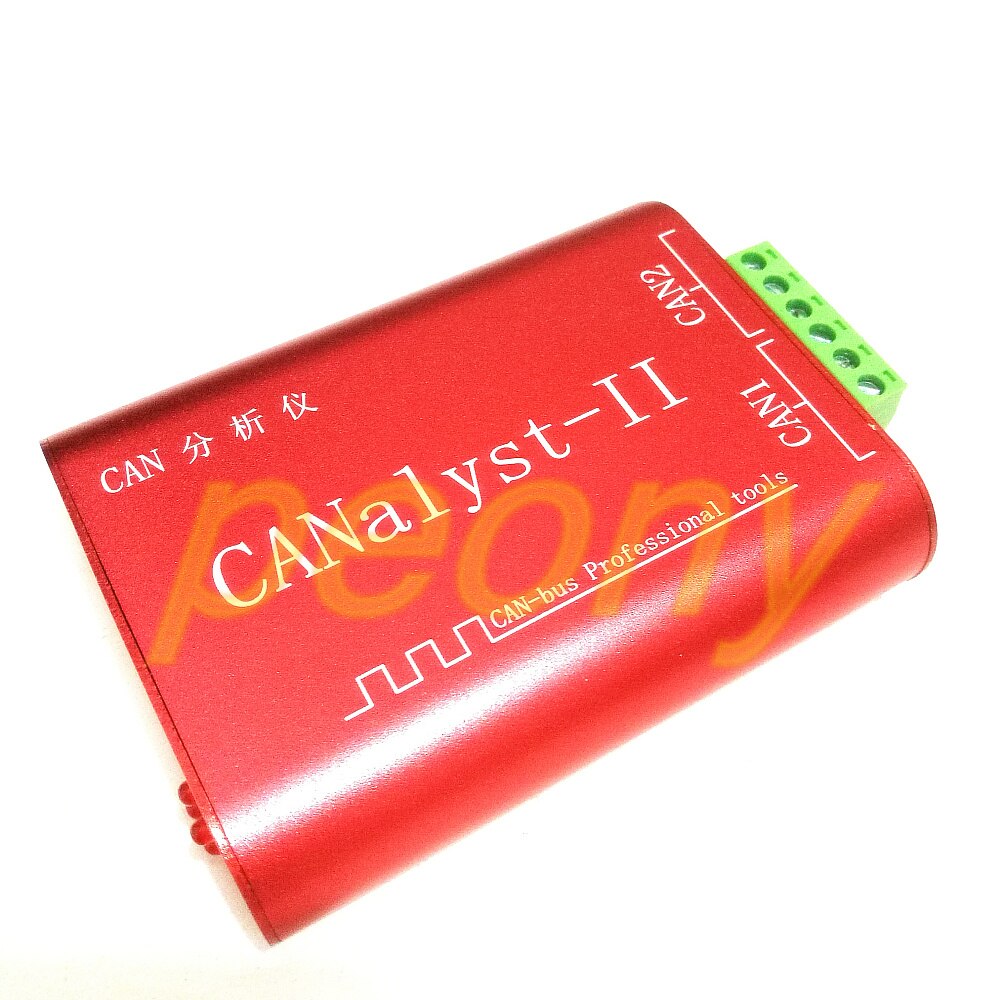 CAN 分析仪
CANalyst-II
CAN-bus Professional tools
CAN2
CAN1
peony